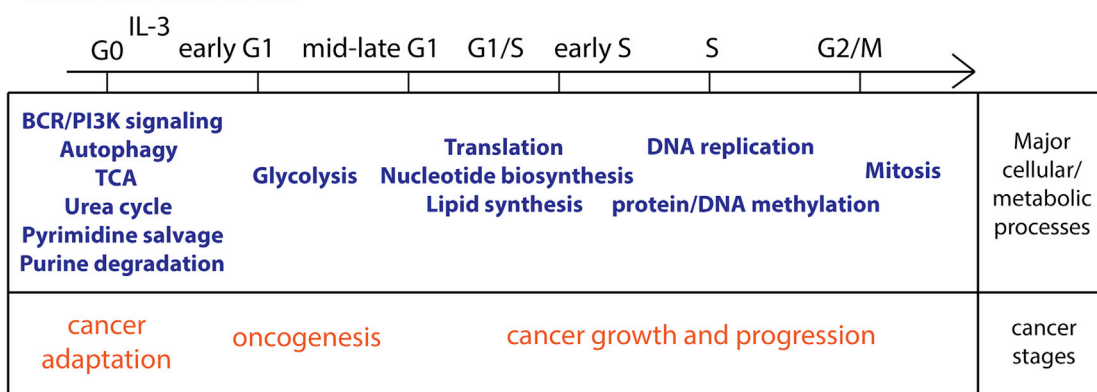 IL-3
G0 early G1 mid-late G1 G1/S early S S G2/M
BCR/PI3K signaling
Autophagy
TCA
Urea cycle
Pyrimidine salvage
Purine degradation
Glycolysis
Translation
Nucleotide biosynthesis
Lipid synthesis
DNA replication
protein/DNA methylation
Mitosis
Major
cellular/
metabolic
processes
cancer
adaptation
oncogenesis
cancer growth and progression
cancer
stages